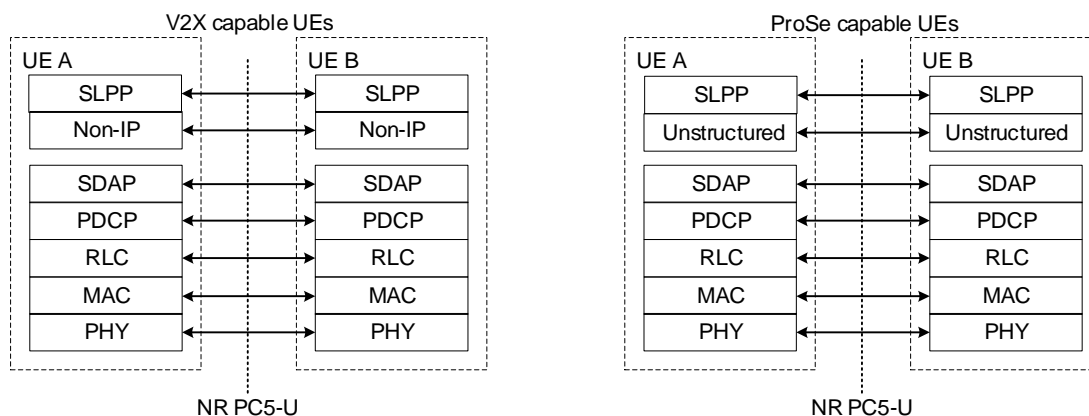 V2X capable UEs
UE A
UE B
SLPP
SLPP
Non-IP
Non-IP
SDAP
SDAP
PDCP
PDCP
RLC
RLC
MAC
MAC
PHY
PHY
NR PC5-U
ProSe capable UEs
UE A
UE B
SLPP
SLPP
Unstructured
Unstructured
SDAP
SDAP
PDCP
PDCP
RLC
RLC
MAC
MAC
PHY
PHY
NR PC5-U